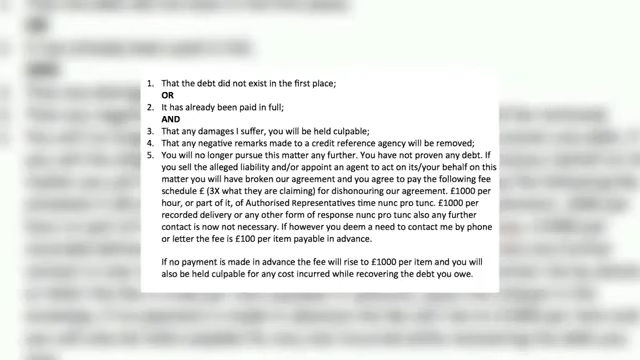 1. That the debt did not exist in the first place;
OR
2. It has already been paid in full;
AND
3. That any damages I suffer, you will be held culpable;
4. That any negative remarks made to a credit reference agency will be removed;
5. You will no longer pursue this matter any further. You have not proven any debt. If
you sell the alleged liability and/or appoint an agent to act on its/your behalf on this
matter you will have broken our agreement and you agree to pay the following fee
schedule £ (3X what they are claiming) for dishonouring our agreement. £1000 per
hour, or part of it, of Authorised Representatives time nunc pro tunc. £1000 per
recorded delivery or any other form of response nunc pro tunc also any further
contact is now not necessary. If however you deem a need to contact me by phone
or letter the fee is £100 per item payable in advance.
If no payment is made in advance the fee will rise to £1000 per item and you will
also be held culpable for any cost incurred while recovering the debt you owe.